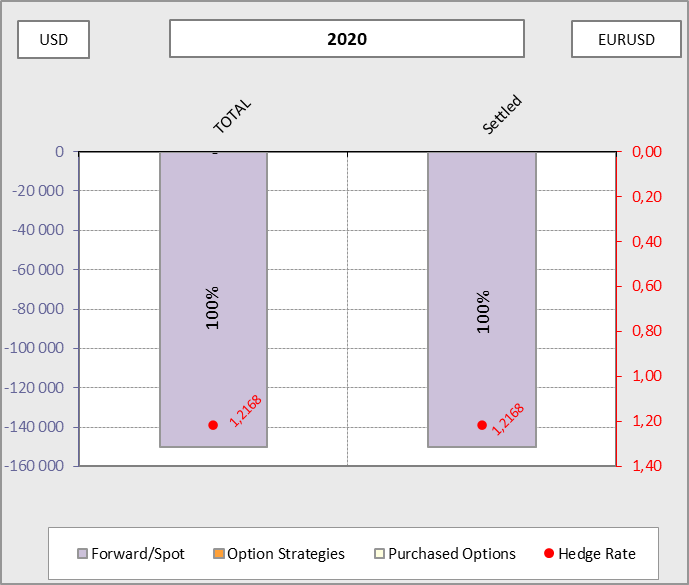 USD
2020
EURUSD
TOTAL
Settled
0
-20 000
-40 000
-60 000
-80 000
-100 000
-120 000
-140 000
-160 000
100%
100%
1,2168
1,2168
0,00
0,20
0,40
0,60
0,80
1,00
1,20
1,40
Forward/Spot
Option Strategies
Purchased Options
Hedge Rate